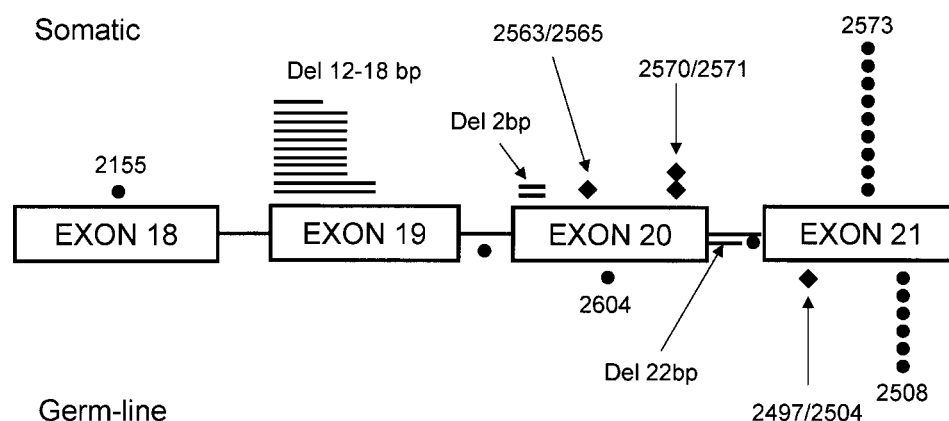 Somatic
2573
2563/2565
2570/2571
Del 12-18 bp
Del 2bp
2155
EXON 18
EXON 19
EXON 20
EXON 21
2604
Del 22bp
2508
Germ-line
2497/2504